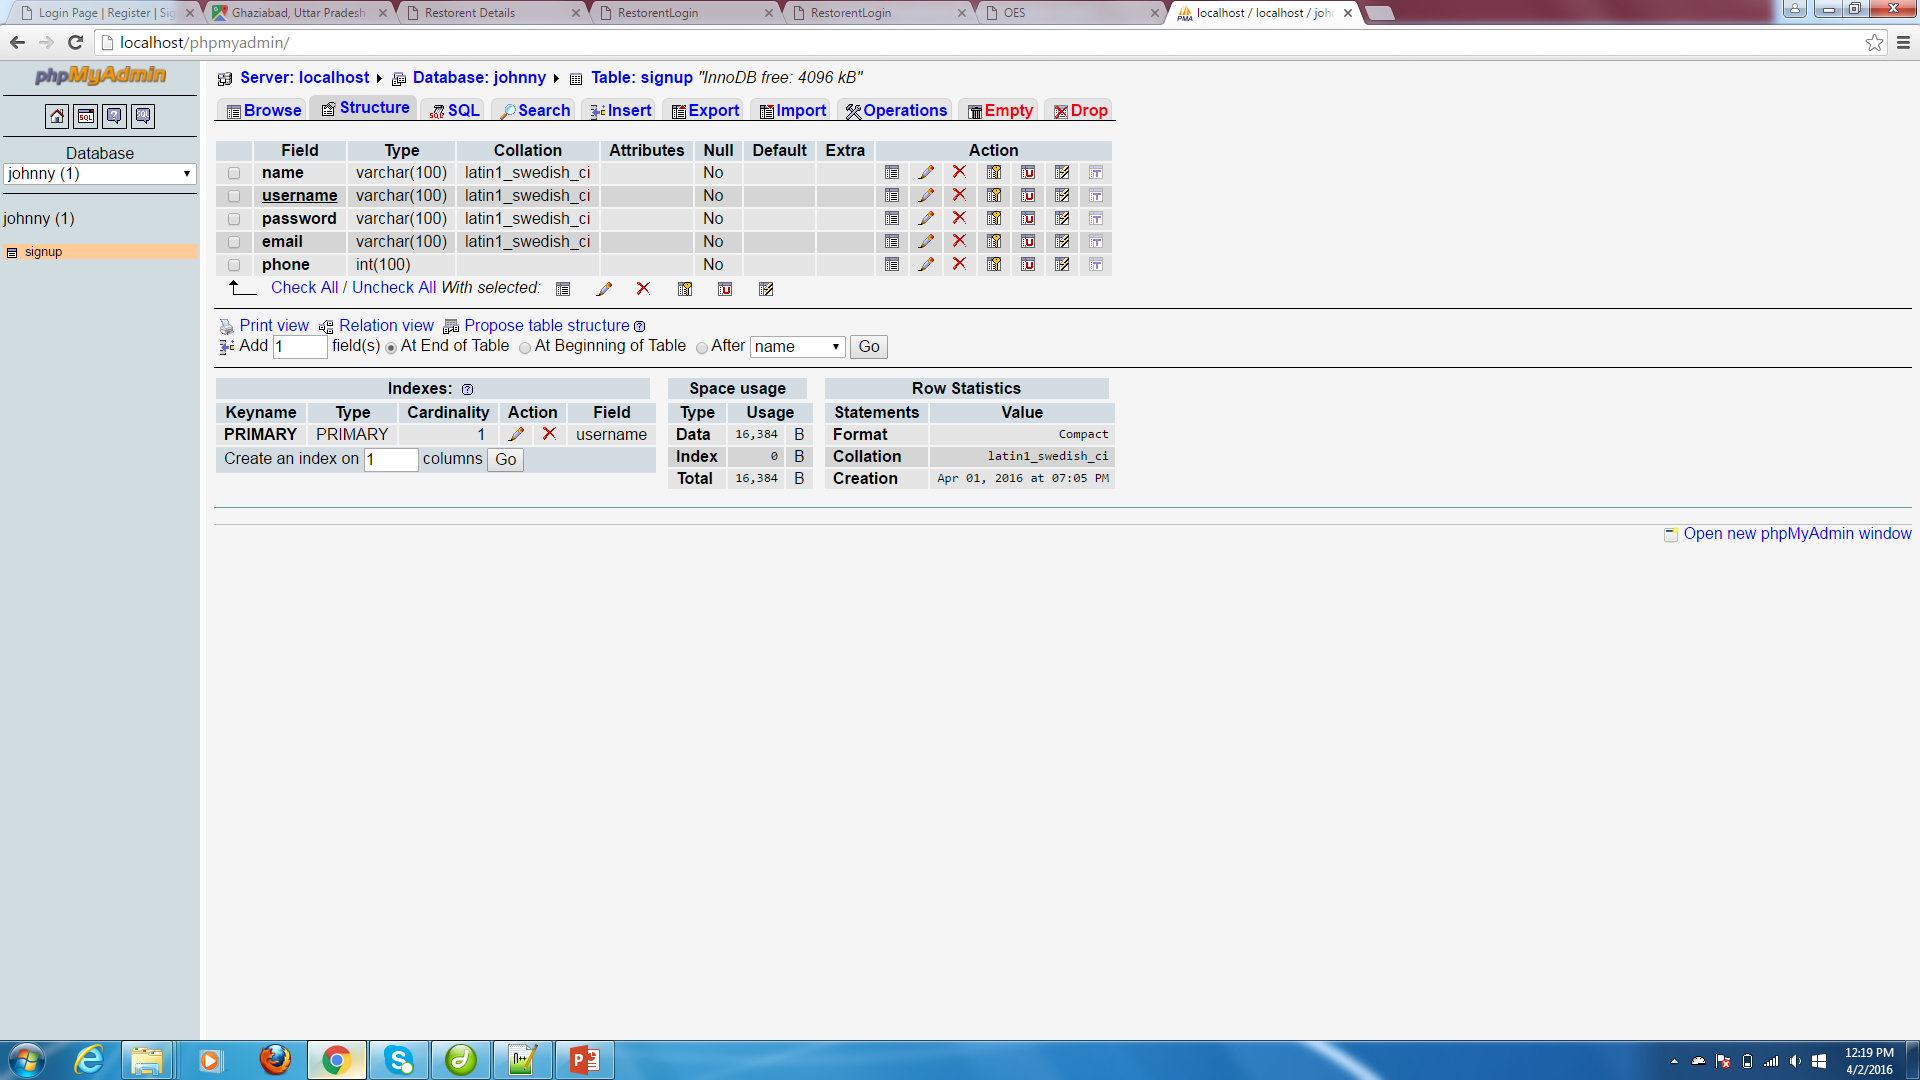 Login Page | Register | Sig
Ghaziabad, Uttar Pradesh
Restorent Details
RestorentLogin
RestorentLogin
OES
localhost / localhost / joh
localhost/phpmyadmin/
phpMyAdmin
Database
johnny (1)
johnny (1)
signup
Server: localhost Database: johnny Table: signup "InnoDB free: 4096 kB"
Browse Structure SQL Search Insert Export Import Operations Empty Drop
Field Type Collation Attributes Null Default Extra Action
name varchar(100) latin1_swedish_ci No
username varchar(100) latin1_swedish_ci No
password varchar(100) latin1_swedish_ci No
email varchar(100) latin1_swedish_ci No
phone int(100) No
Check All / Uncheck All With selected:
Print view Relation view Propose table structure
Add 1 field(s) At End of Table At Beginning of Table After name Go
Indexes:
Keyname Type Cardinality Action Field
PRIMARY PRIMARY 1 username
Create an index on 1 columns Go
Space usage
Type Usage
Data 16,384 B
Index 0 B
Total 16,384 B
Row Statistics
Statements Value
Format Compact
Collation latin1_swedish_ci
Creation Apr 01, 2016 at 07:05 PM
Open new phpMyAdmin window
12:19 PM
4/2/2016